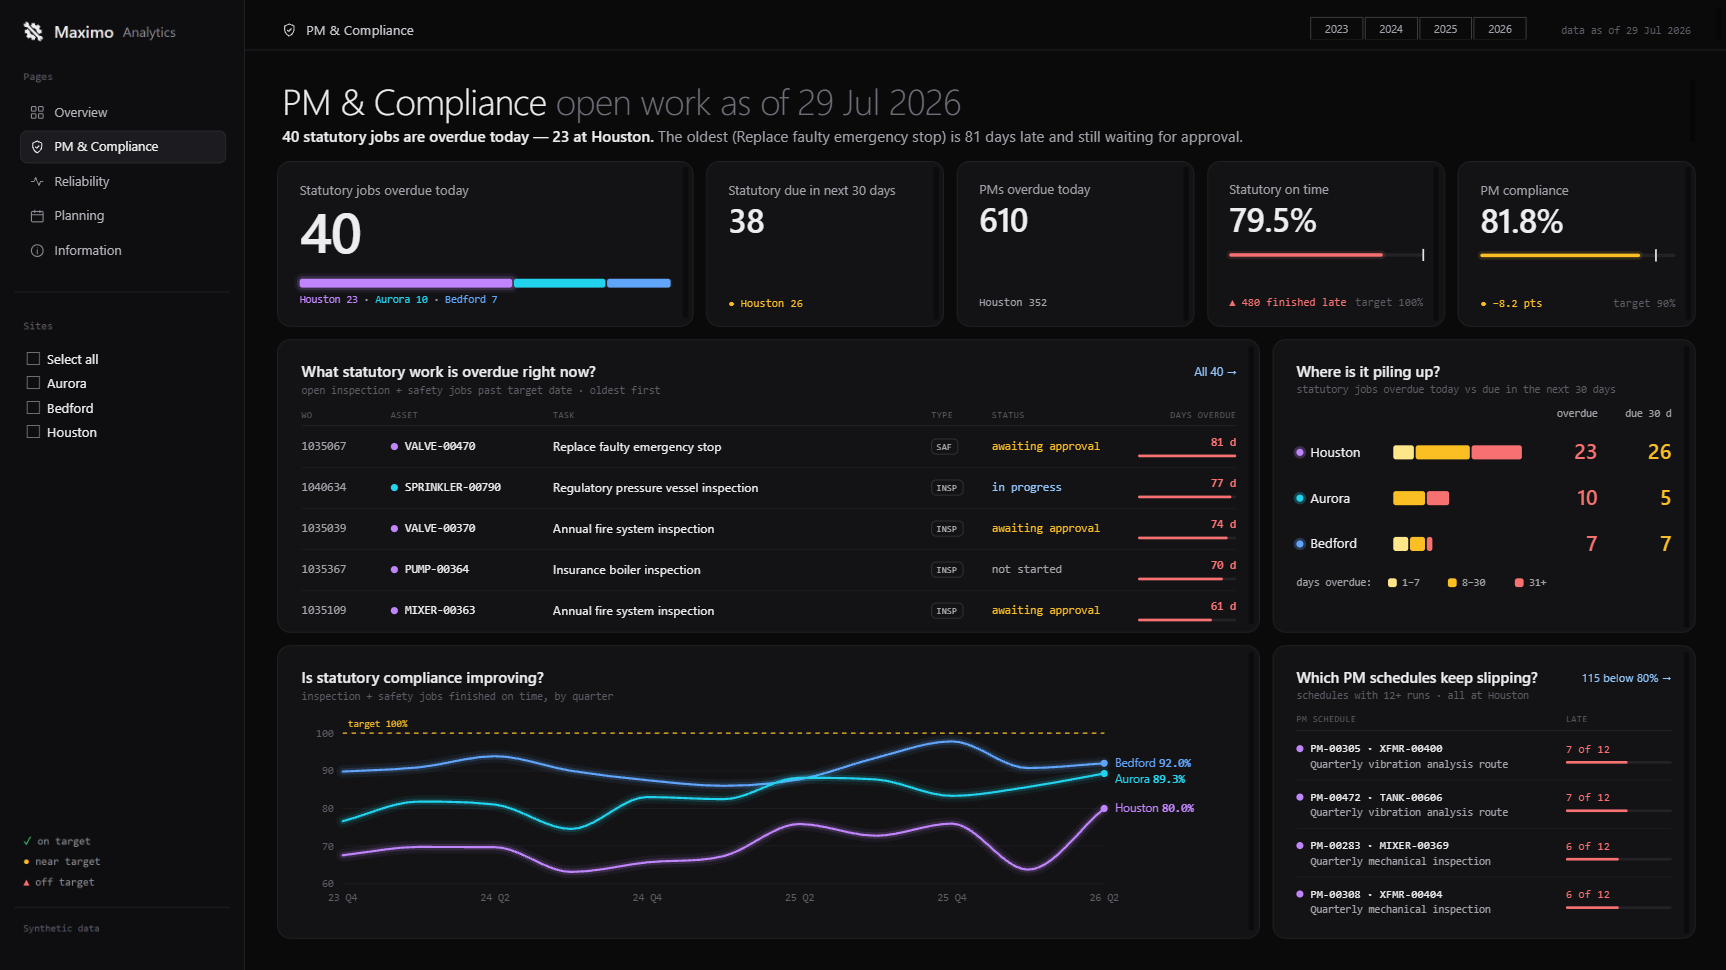 Maximo Analytics
Pages
Overview
PM & Compliance
Reliability
Planning
Information
Sites
Select all
Aurora
Bedford
Houston
✓ on target
● near target
▲ off target
Synthetic data
PM & Compliance
2023 2024 2025 2026
data as of 29 Jul 2026
PM & Compliance open work as of 29 Jul 2026
40 statutory jobs are overdue today — 23 at Houston. The oldest (Replace faulty emergency stop) is 81 days late and still waiting for approval.
Statutory jobs overdue today
40
Houston 23 · Aurora 10 · Bedford 7
Statutory due in next 30 days
38
● Houston 26
PMs overdue today
610
Houston 352
Statutory on time
79.5%
▲ 480 finished late target 100%
PM compliance
81.8%
● −8.2 pts target 90%
What statutory work is overdue right now? All 40 →
open inspection + safety jobs past target date · oldest first
WO ASSET TASK TYPE STATUS DAYS OVERDUE
1035067 VALVE-00470 Replace faulty emergency stop SAF awaiting approval 81 d
1040634 SPRINKLER-00790 Regulatory pressure vessel inspection INSP in progress 77 d
1035039 VALVE-00370 Annual fire system inspection INSP awaiting approval 74 d
1035367 PUMP-00364 Insurance boiler inspection INSP not started 70 d
1035109 MIXER-00363 Annual fire system inspection INSP awaiting approval 61 d
Where is it piling up?
statutory jobs overdue today vs due in the next 30 days
overdue due 30 d
Houston 23 26
Aurora 10 5
Bedford 7 7
days overdue: 1–7 8–30 31+
Is statutory compliance improving?
inspection + safety jobs finished on time, by quarter
target 100%
100
90
80
70
60
Bedford 92.0%
Aurora 89.3%
Houston 80.0%
23 Q4 24 Q2 24 Q4 25 Q2 25 Q4 26 Q2
Which PM schedules keep slipping? 115 below 80% →
schedules with 12+ runs · all at Houston
PM SCHEDULE LATE
PM-00305 · XFMR-00400 7 of 12
Quarterly vibration analysis route
PM-00472 · TANK-00606 7 of 12
Quarterly vibration analysis route
PM-00283 · MIXER-00369 6 of 12
Quarterly mechanical inspection
PM-00308 · XFMR-00404 6 of 12
Quarterly mechanical inspection